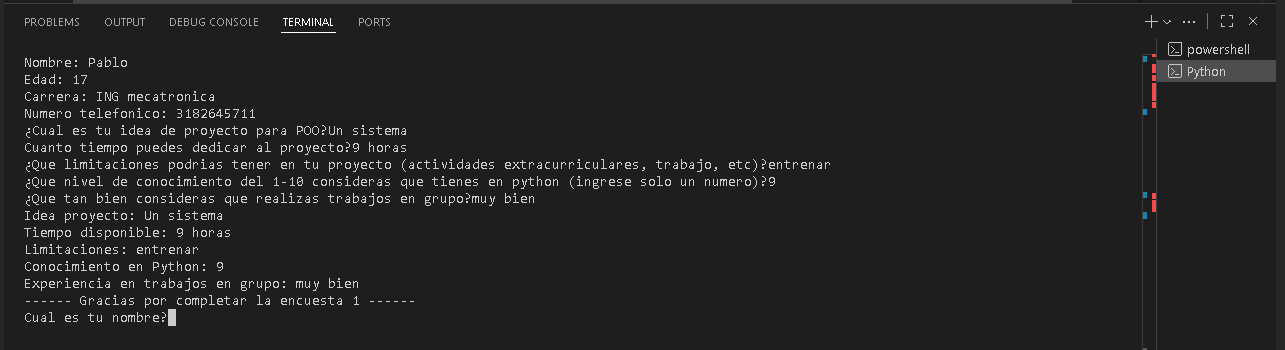 PROBLEMS OUTPUT DEBUG CONSOLE TERMINAL PORTS
powershell
Python
Nombre: Pablo
Edad: 17
Carrera: ING mecatronica
Numero telefonico: 3182645711
¿Cual es tu idea de proyecto para POO?Un sistema
Cuanto tiempo puedes dedicar al proyecto?9 horas
¿Que limitaciones podrias tener en tu proyecto (actividades extracurriculares, trabajo, etc)?entrenar
¿Que nivel de conocimiento del 1-10 consideras que tienes en python (ingrese solo un numero)?9
¿Que tan bien consideras que realizas trabajos en grupo?muy bien
Idea proyecto: Un sistema
Tiempo disponible: 9 horas
Limitaciones: entrenar
Conocimiento en Python: 9
Experiencia en trabajos en grupo: muy bien
------ Gracias por completar la encuesta 1 ------
Cual es tu nombre?